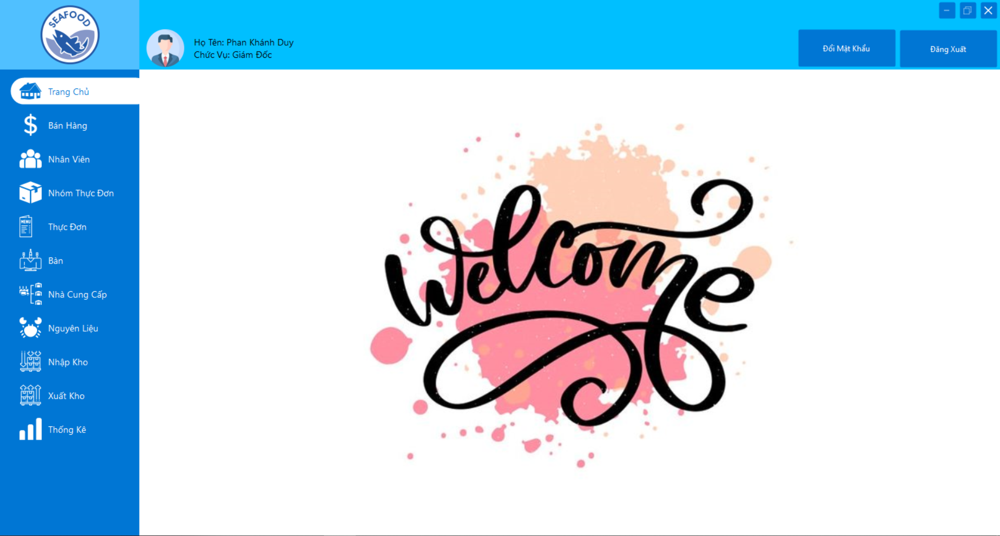 SEAFOOD
Họ Tên: Phan Khánh Duy
Chức Vụ: Giám Đốc
Đổi Mật Khẩu
Đăng Xuất
Trang Chủ
Bán Hàng
Nhân Viên
Nhóm Thực Đơn
MENU
Thực Đơn
Bàn
Nhà Cung Cấp
Nguyên Liệu
Nhập Kho
Xuất Kho
Thống Kê
Welcome